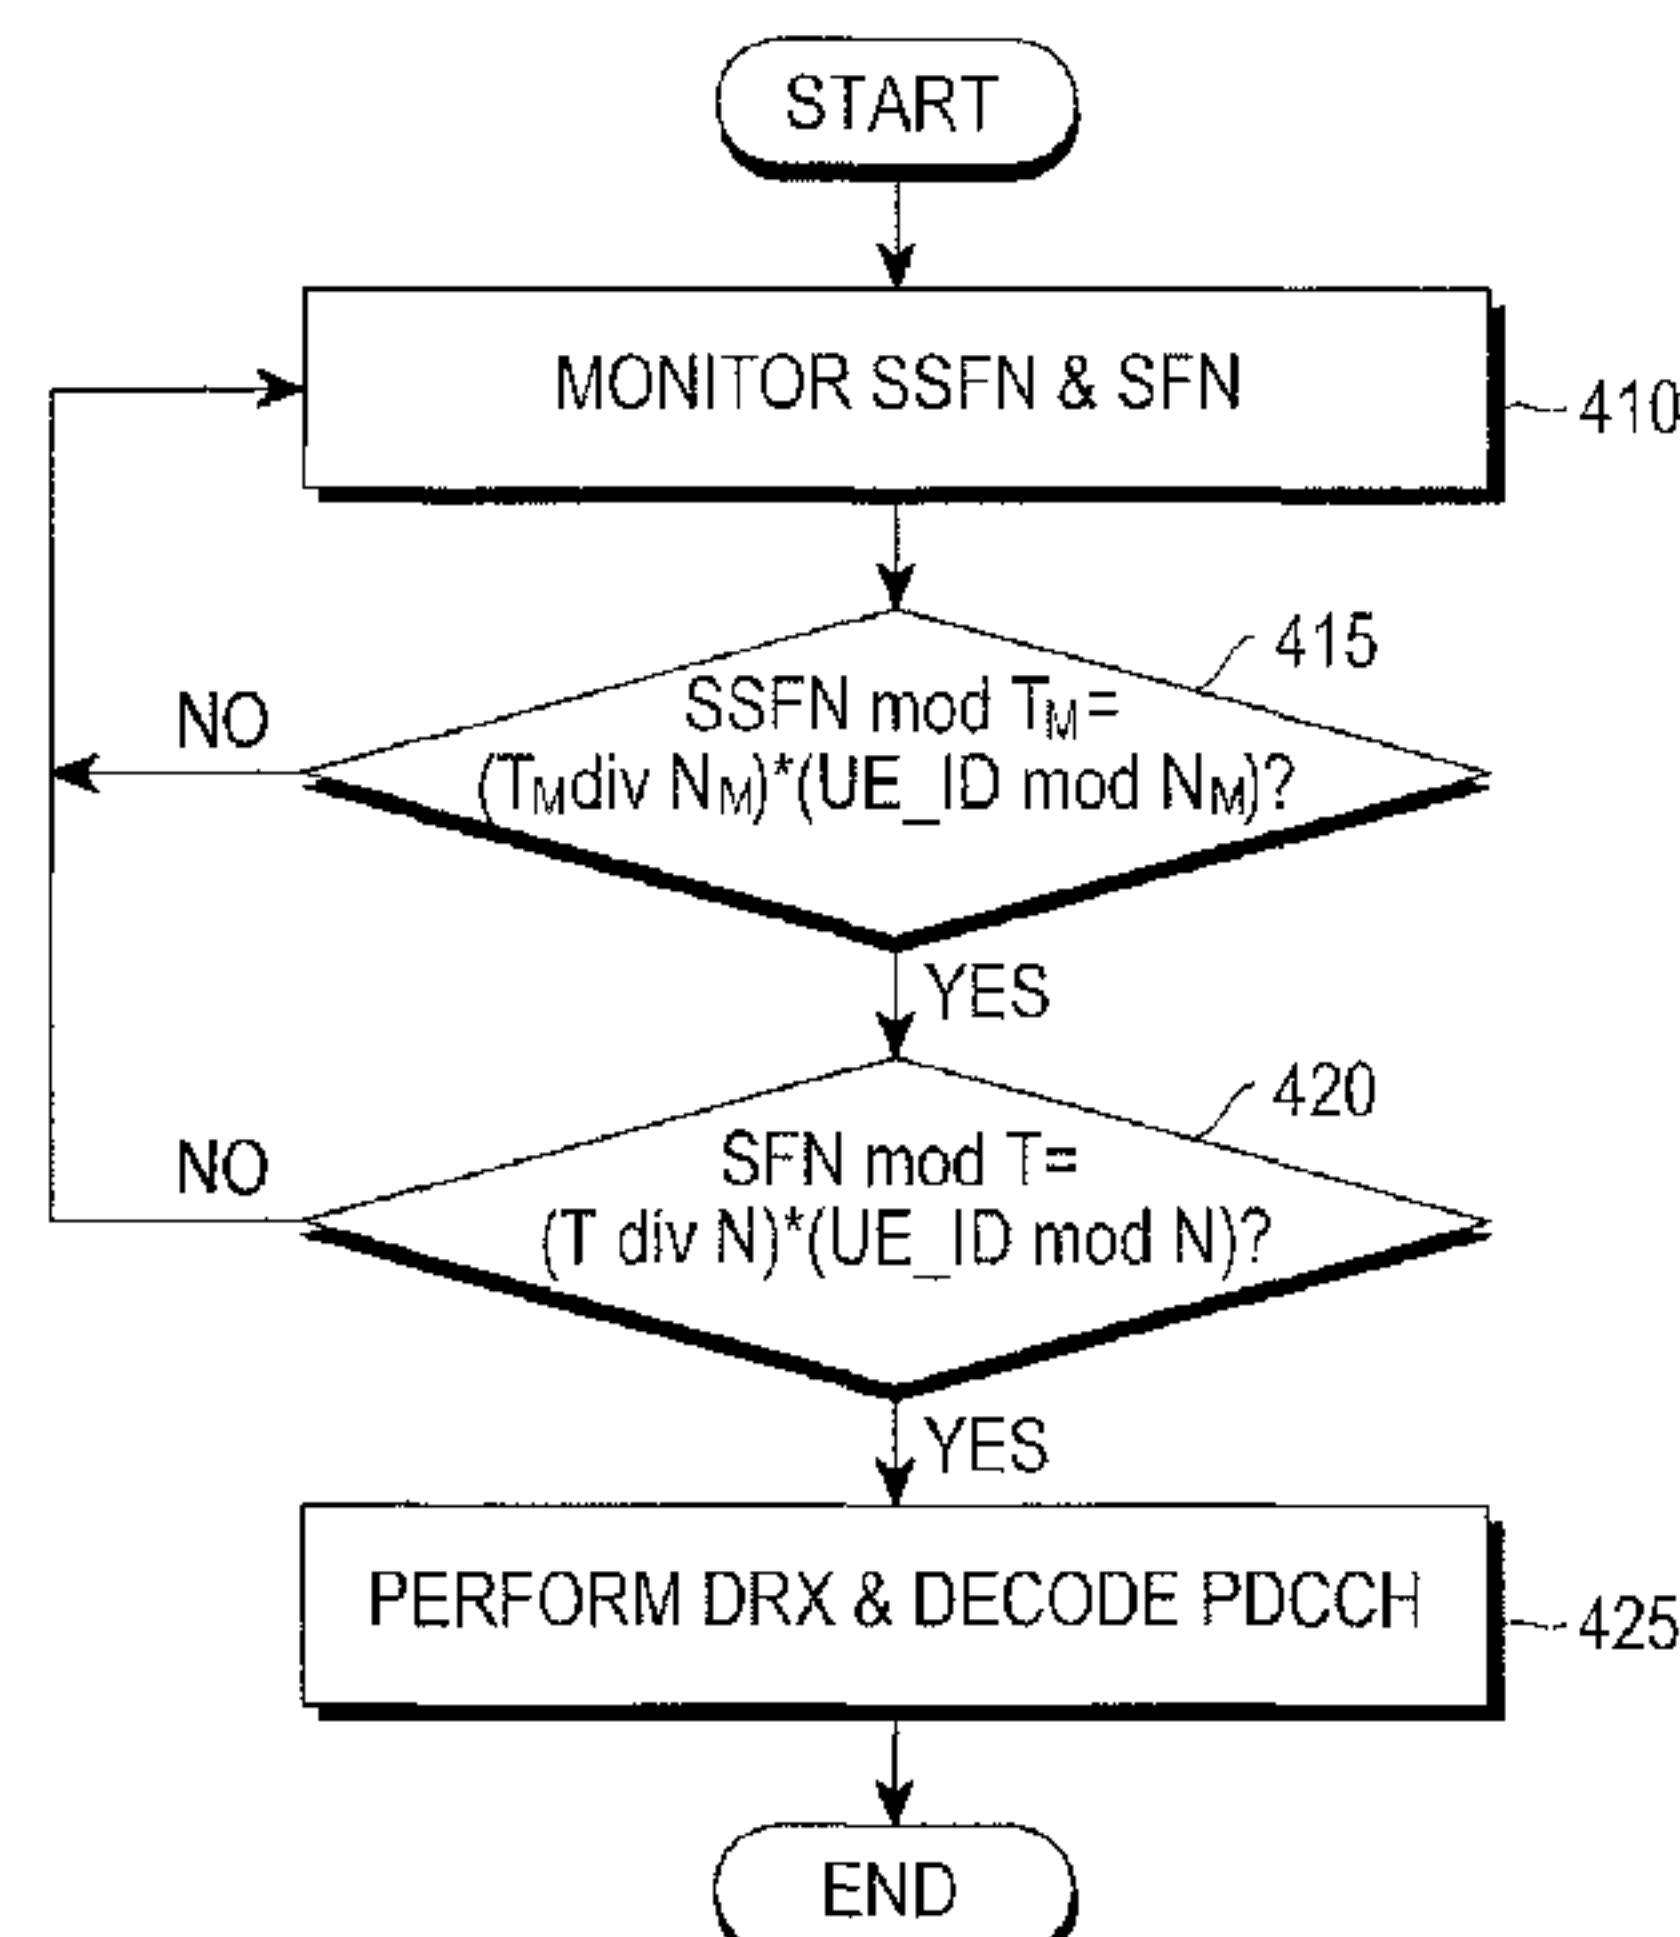 START
MONITOR SSFN & SFN
410
415
SSFN mod TM=
(TMdiv NM)*(UE_ID mod NM)?
NO
YES
420
SFN mod T=
(T div N)*(UE_ID mod N)?
NO
YES
PERFORM DRX & DECODE PDCCH
425
END